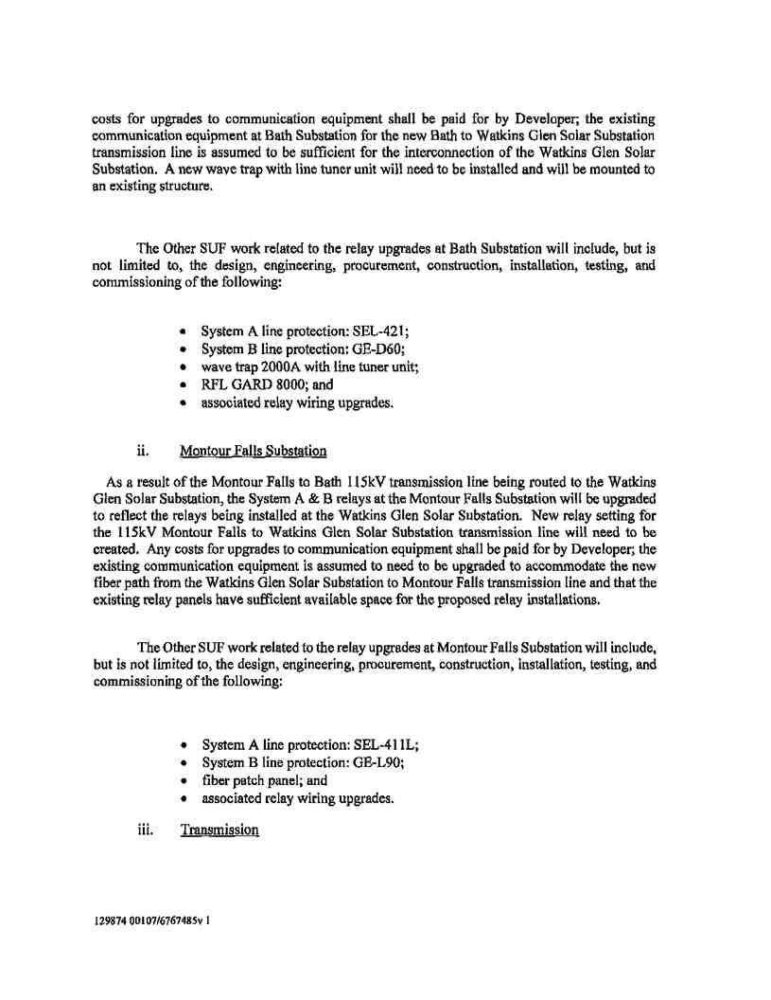 costs for upgrades to communication equipment shall be paid for by Developer; the existing
communication equipment at Bath Substation for the new Bath to Watkins Glen Solar Substation
transmission line is assumed to be sufficient for the interconnection of the Watkins Glen Solar
Substation. A new wave trap with line tuner unit will need to be installed and will be mounted to
an existing structure.
The Other SUF work related to the relay upgrades at Bath Substation will include, but is
not limited to, the design, engineering, procurement, construction, installation, testing, and
commissioning of the following:
• System A line protection: SEL-421;
• System B line protection: GE-D60;
• wave trap 2000A with line tuner unit;
• RFL GARD 8000; and
• associated relay wiring upgrades.
ii. Montour Falls Substation
As a result of the Montour Falls to Bath 115kV transmission line being routed to the Watkins
Glen Solar Substation, the System A & B relays at the Montour Falls Substation will be upgraded
to reflect the relays being installed at the Watkins Glen Solar Substation. New relay setting for
the 115kV Montour Falls to Watkins Glen Solar Substation transmission line will need to be
created. Any costs for upgrades to communication equipment shall be paid for by Developer; the
existing communication equipment is assumed to need to be upgraded to accommodate the new
fiber path from the Watkins Glen Solar Substation to Montour Falls transmission line and that the
existing relay panels have sufficient available space for the proposed relay installations.
The Other SUF work related to the relay upgrades at Montour Falls Substation will include,
but is not limited to, the design, engineering, procurement, construction, installation, testing, and
commissioning of the following:
• System A line protection: SEL-411L;
• System B line protection: GE-L90;
• fiber patch panel; and
• associated relay wiring upgrades.
iii. Transmission
129874 00107/6767485v 1